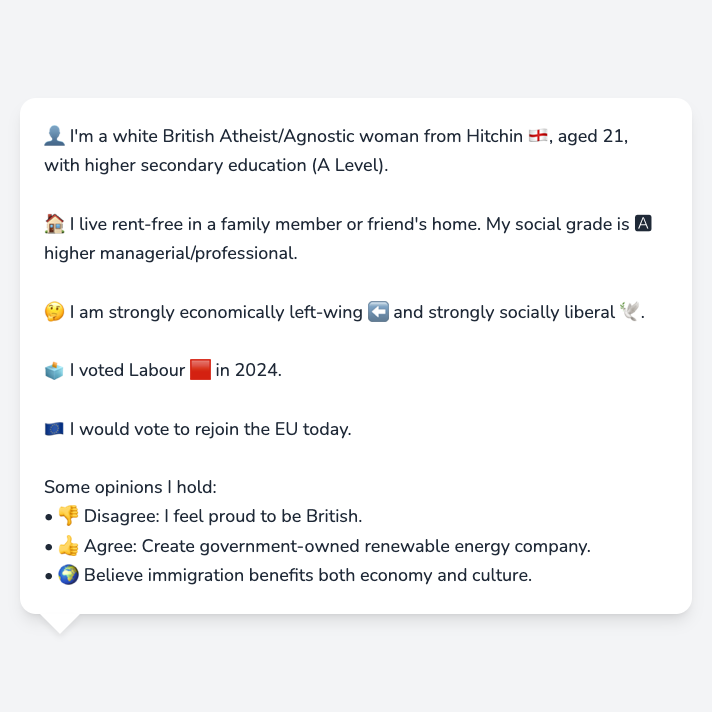 👤 I'm a white British Atheist/Agnostic woman from Hitchin 🏴󠁧󠁢󠁥󠁮󠁧󠁿, aged 21,
with higher secondary education (A Level).
🏠 I live rent-free in a family member or friend's home. My social grade is 🅰
higher managerial/professional.
🤔 I am strongly economically left-wing ⬅️ and strongly socially liberal 🕊️.
🗳️ I voted Labour 🟥 in 2024.
🇪🇺 I would vote to rejoin the EU today.
Some opinions I hold:
• 👎 Disagree: I feel proud to be British.
• 👍 Agree: Create government-owned renewable energy company.
• 🌍 Believe immigration benefits both economy and culture.